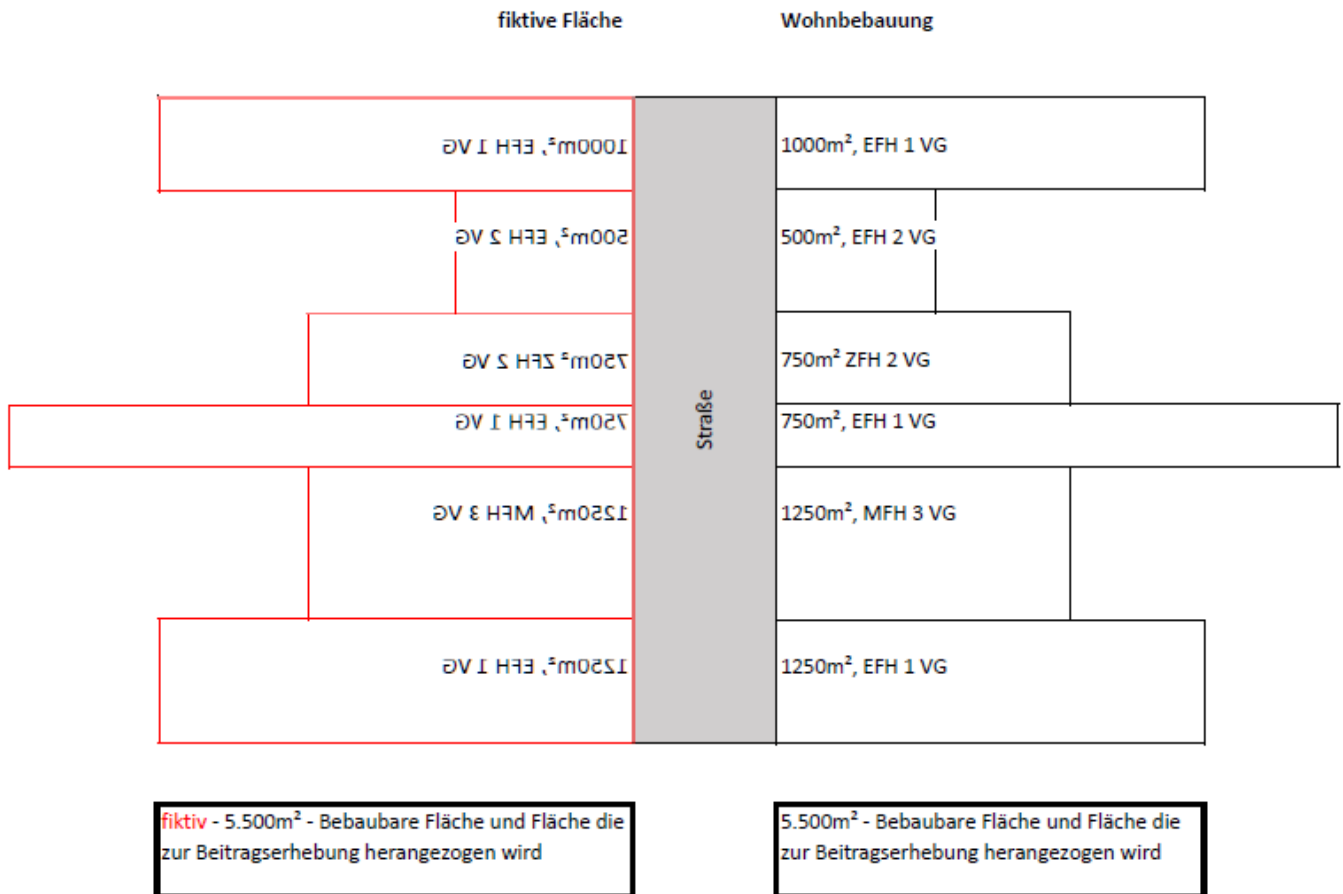 fiktive Fläche
Wohnbebauung
1000m², EFH 1 VG
1000m², EFH 1 VG
500m², EFH 2 VG
500m², EFH 2 VG
750m² ZFH 2 VG
750m² ZFH 2 VG
750m², EFH 1 VG
750m², EFH 1 VG
Straße
1250m², MFH 3 VG
1250m², MFH 3 VG
1250m², EFH 1 VG
1250m², EFH 1 VG
fiktiv - 5.500m² - Bebaubare Fläche und Fläche die
zur Beitragserhebung herangezogen wird
5.500m² - Bebaubare Fläche und Fläche die
zur Beitragserhebung herangezogen wird